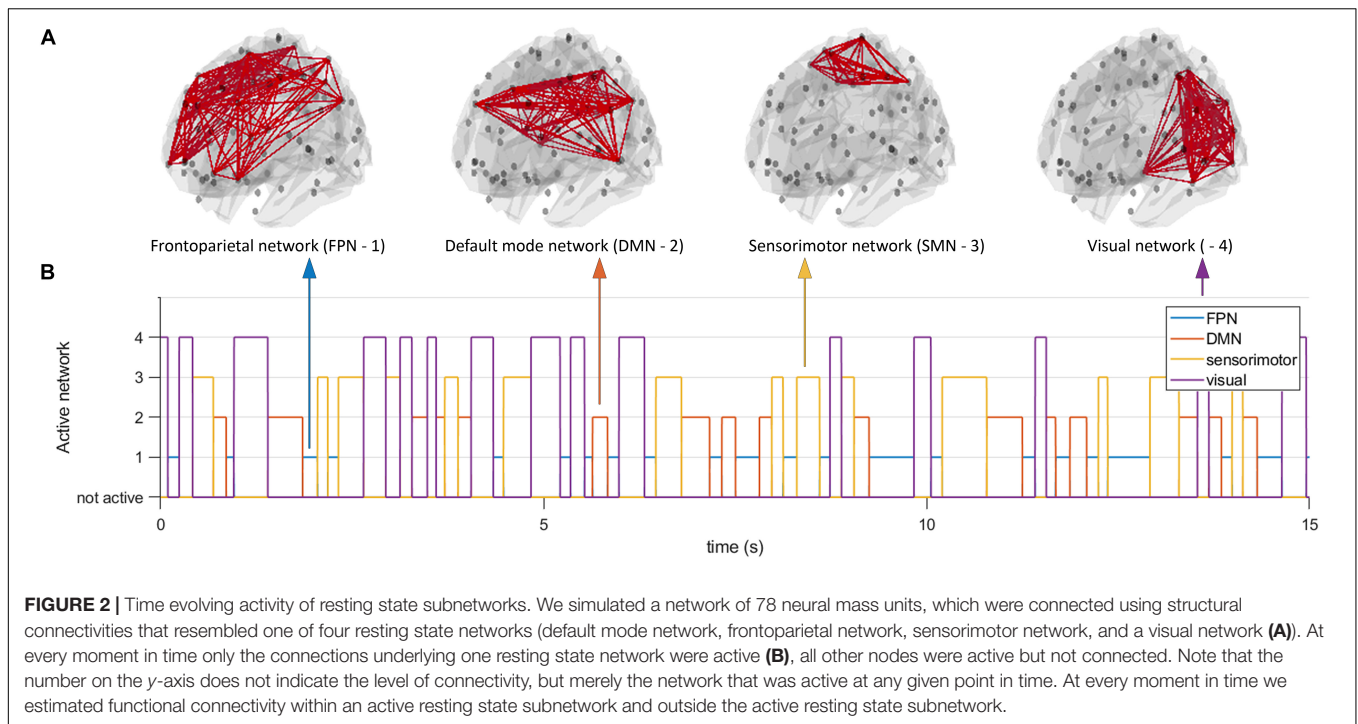 A
Frontoparietal network (FPN - 1)
Default mode network (DMN - 2)
Sensorimotor network (SMN - 3)
Visual network ( - 4)
B
Active network
4
3
2
1
not active
0
5
10
15
time (s)
FPN
DMN
sensorimotor
visual
FIGURE 2 | Time evolving activity of resting state subnetworks. We simulated a network of 78 neural mass units, which were connected using structural
connectivities that resembled one of four resting state networks (default mode network, frontoparietal network, sensorimotor network, and a visual network (A)). At
every moment in time only the connections underlying one resting state network were active (B), all other nodes were active but not connected. Note that the
number on the y-axis does not indicate the level of connectivity, but merely the network that was active at any given point in time. At every moment in time we
estimated functional connectivity within an active resting state subnetwork and outside the active resting state subnetwork.